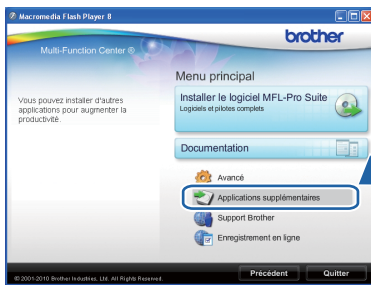 Macromedia Flash Player 8
brother
Multi-Function Center ®
Menu principal
Vous pouvez installer d'autres
applications pour augmenter la
productivité.
Installer le logiciel MFL-Pro Suite
Logiciels et pilotes complets
Documentation
Avancé
Applications supplémentaires
Support Brother
Enregistrement en ligne
© 2001-2010 Brother Industries, Ltd. All Rights Reserved.
Précédent
Quitter